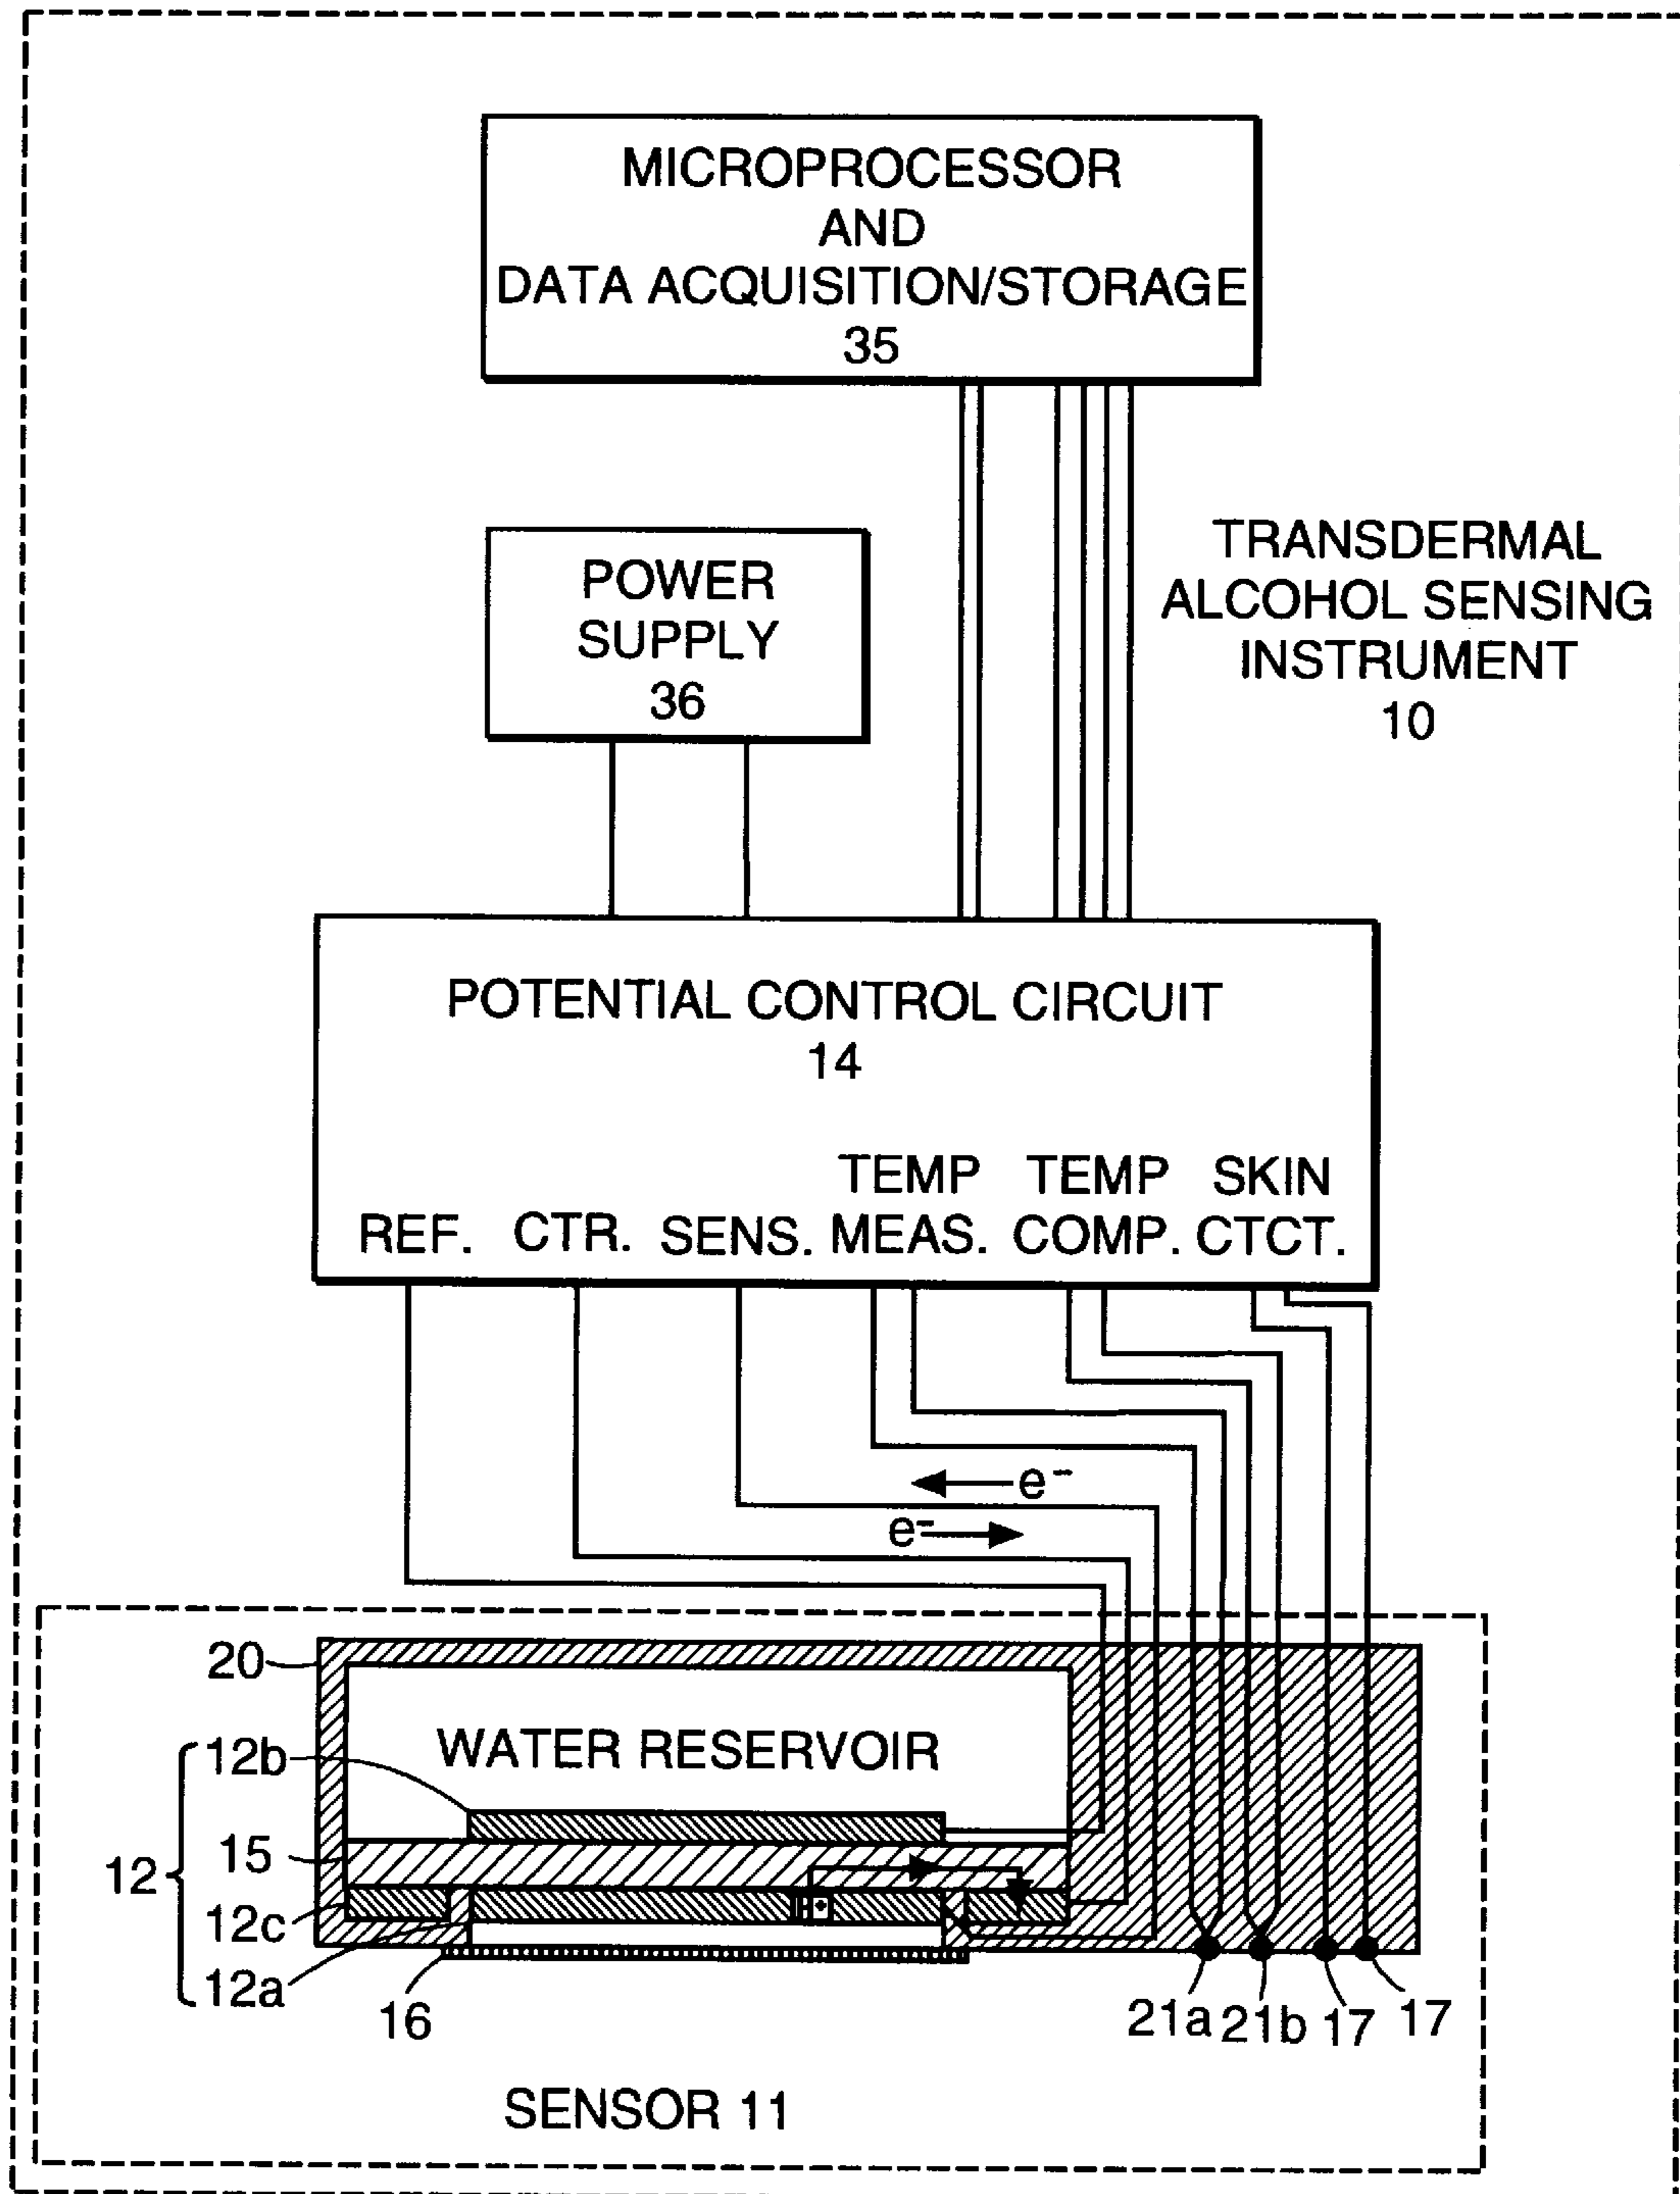 MICROPROCESSOR
AND
DATA ACQUISITION/STORAGE
35
POWER
SUPPLY
36
TRANSDERMAL
ALCOHOL SENSING
INSTRUMENT
10
POTENTIAL CONTROL CIRCUIT
14
REF. CTR. SENS. TEMP MEAS. TEMP COMP. SKIN CTCT.
e-
e-
20
WATER RESERVOIR
12b
15
12
12c
12a
16
+
21a 21b 17 17
SENSOR 11